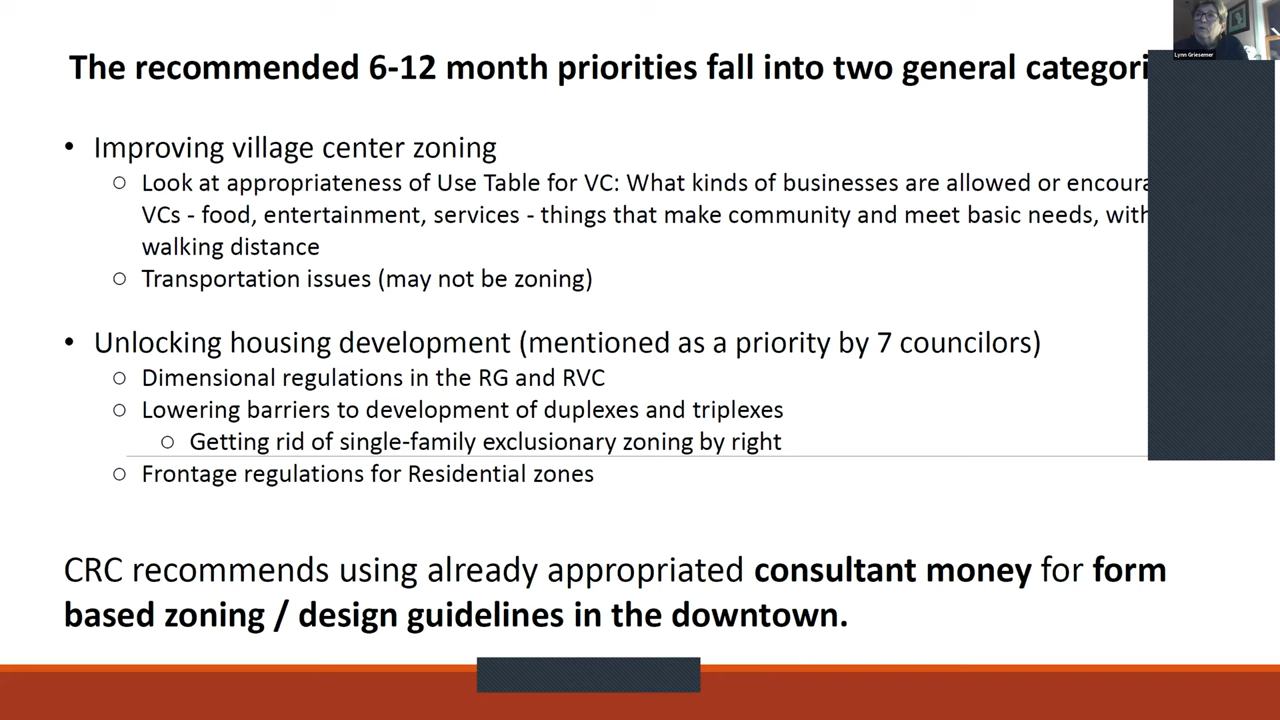 Lynn Griesemer
The recommended 6-12 month priorities fall into two general
• Improving village center zoning
○ Look at appropriateness of Use Table for VC: What kinds of businesses are allowed or
VCs - food, entertainment, services - things that make community and meet basic needs,
walking distance
○ Transportation issues (may not be zoning)
• Unlocking housing development (mentioned as a priority by 7 councilors)
○ Dimensional regulations in the RG and RVC
○ Lowering barriers to development of duplexes and triplexes
○ Getting rid of single-family exclusionary zoning by right
○ Frontage regulations for Residential zones
CRC recommends using already appropriated consultant money for form
based zoning / design guidelines in the downtown.